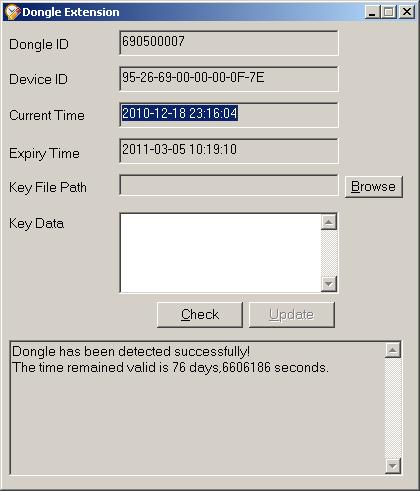 Dongle Extension
Dongle ID 690500007
Device ID 95-26-69-00-00-00-0F-7E
Current Time 2010-12-18 23:16:04
Expiry Time 2011-03-05 10:19:10
Key File Path Browse
Key Data
Check Update
Dongle has been detected successfully!
The time remained valid is 76 days,6606186 seconds.